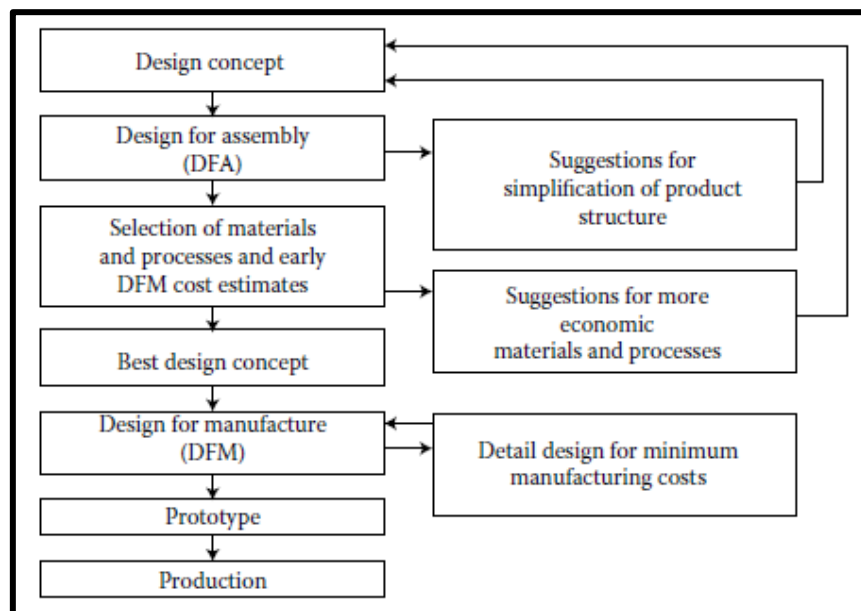 Design concept
Design for assembly
(DFA)
Suggestions for
simplification of product
structure
Selection of materials
and processes and early
DFM cost estimates
Suggestions for more
economic
materials and processes
Best design concept
Design for manufacture
(DFM)
Detail design for minimum
manufacturing costs
Prototype
Production